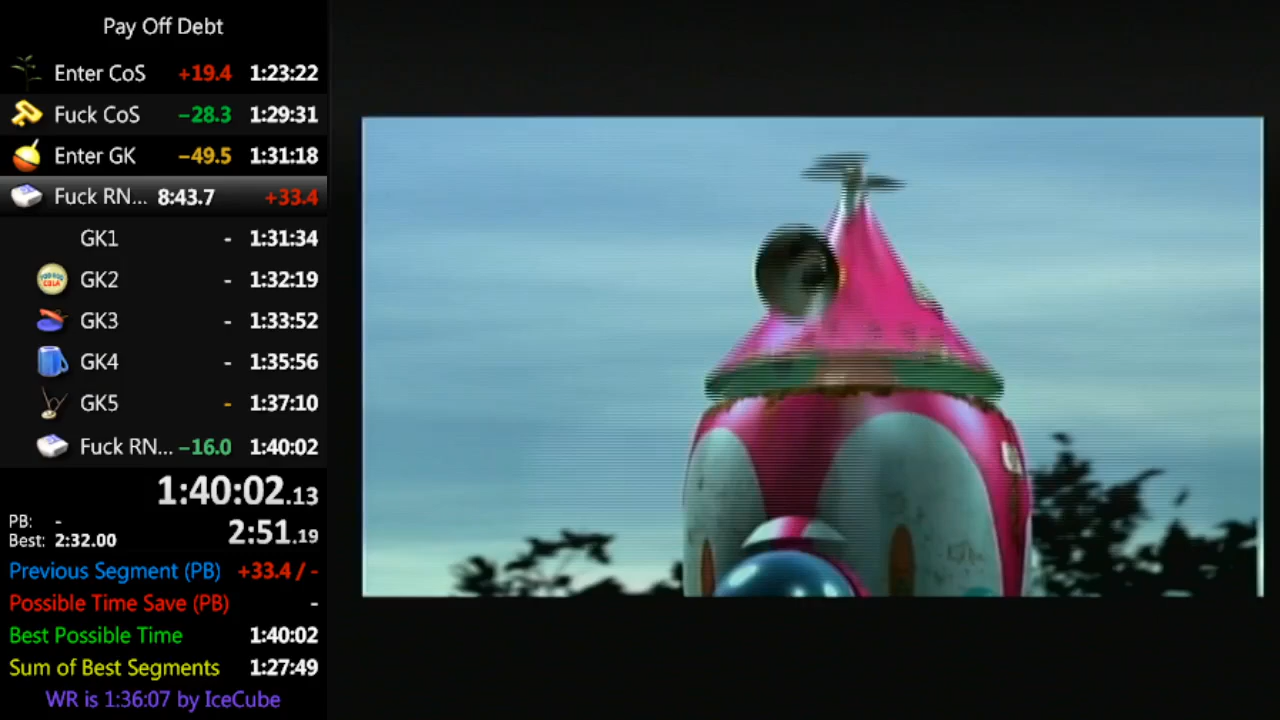 Pay Off Debt
Enter CoS +19.4 1:23:22
Fuck CoS −28.3 1:29:31
Enter GK −49.5 1:31:18
Fuck RN... 8:43.7 +33.4
GK1 - 1:31:34
GK2 - 1:32:19
GK3 - 1:33:52
GK4 - 1:35:56
GK5 - 1:37:10
Fuck RN... −16.0 1:40:02
1:40:02.13
PB: -
Best: 2:32.00 2:51.19
Previous Segment (PB) +33.4 / -
Possible Time Save (PB) -
Best Possible Time 1:40:02
Sum of Best Segments 1:27:49
WR is 1:36:07 by IceCube